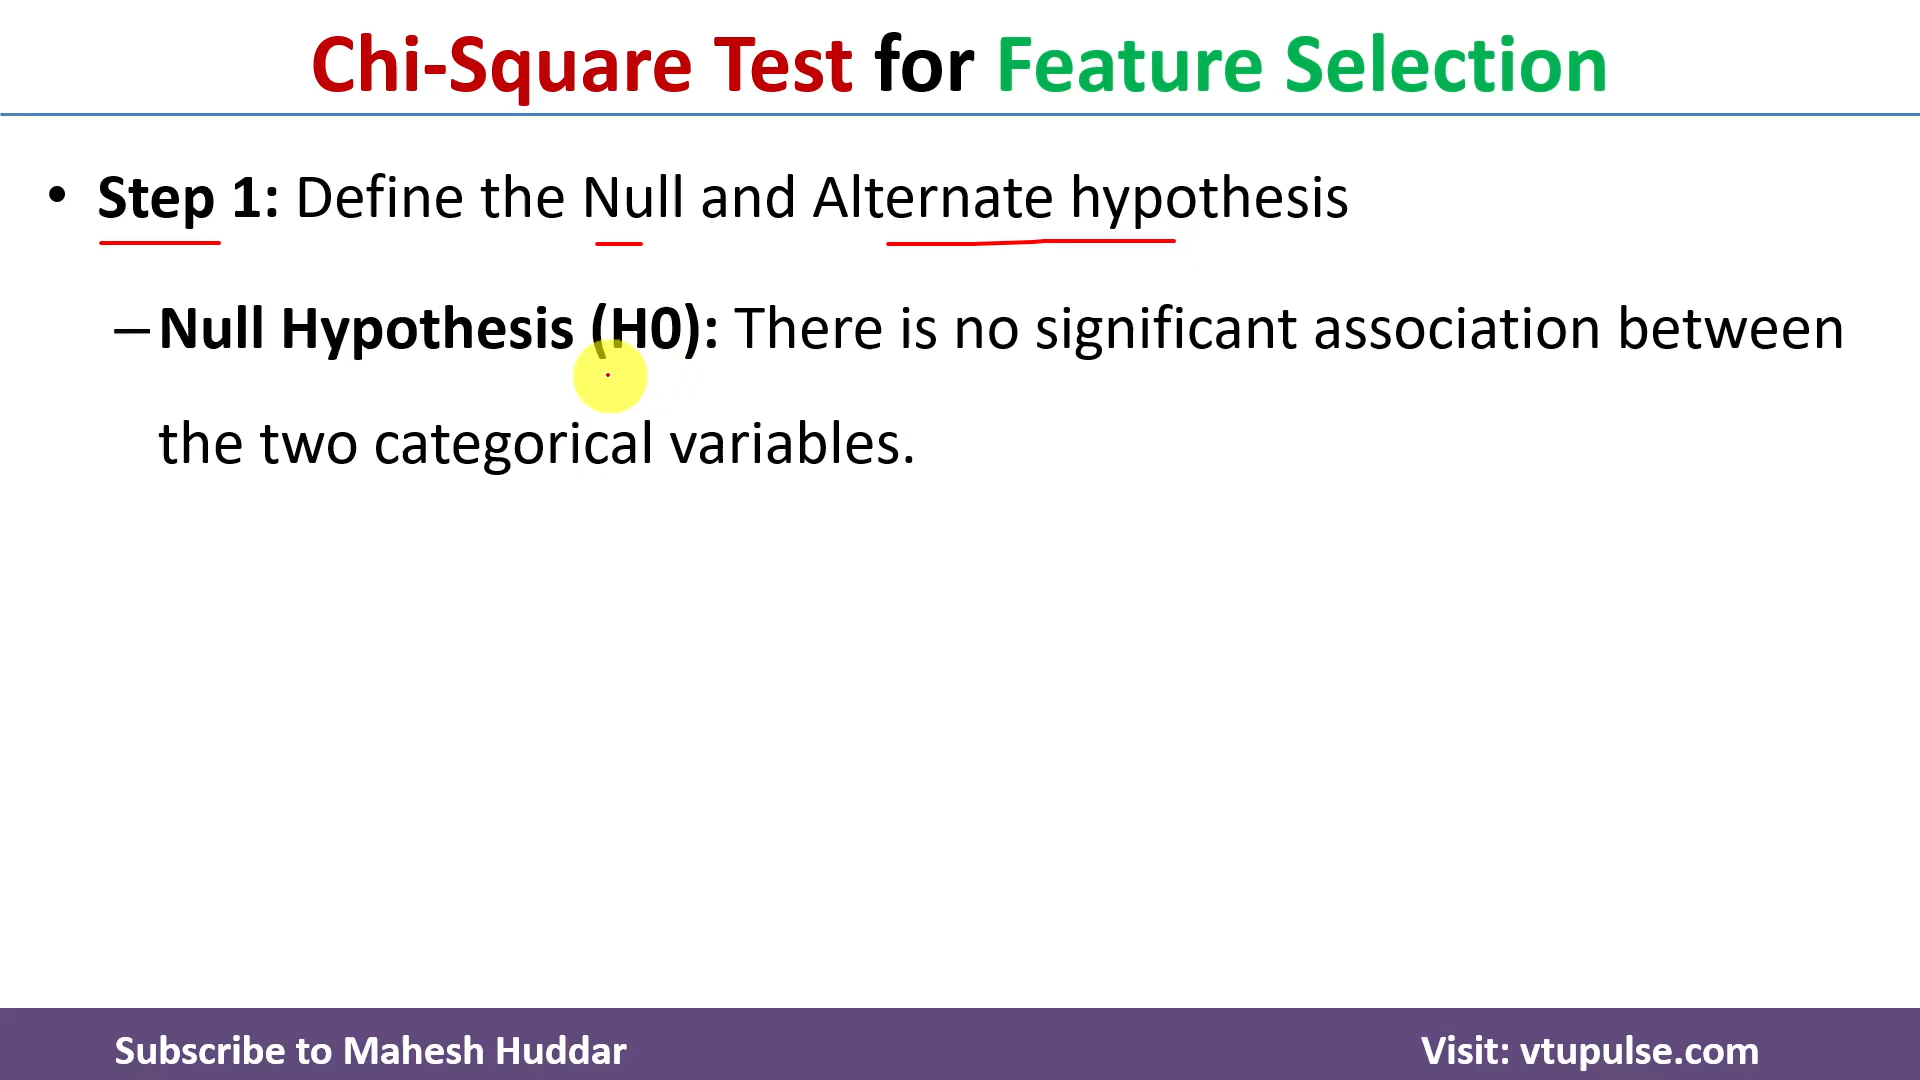 Chi-Square Test for Feature Selection
• Step 1: Define the Null and Alternate hypothesis
– Null Hypothesis (H0): There is no significant association between
the two categorical variables.
Subscribe to Mahesh Huddar
Visit: vtupulse.com